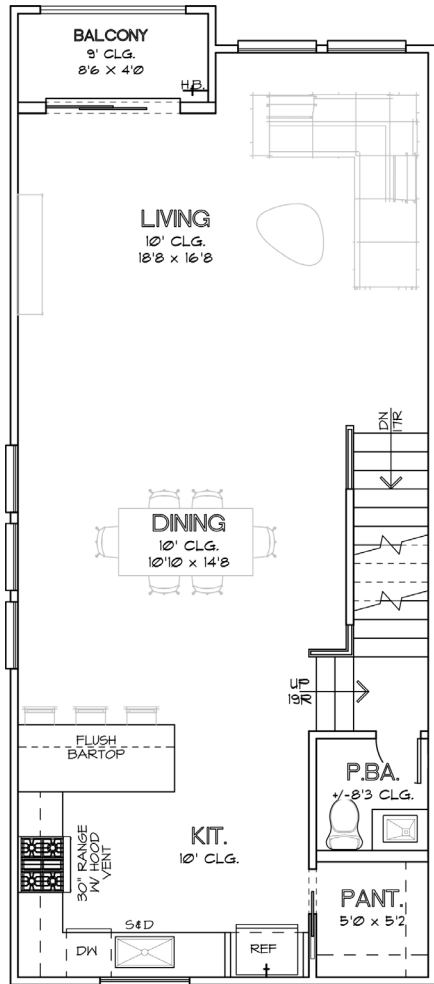 BALCONY
9' CLG.
8'6 X 4'0
H.B.
LIVING
10' CLG.
18'8 x 16'8
DN
17R
DINING
10' CLG.
10'10 x 14'8
UP
19R
FLUSH
BARTOP
P.BA.
+/-8'3 CLG.
KIT.
10' CLG.
30" RANGE
W/ HOOD
VENT
PANT.
5'0 x 5'2
S&D
DW
REF